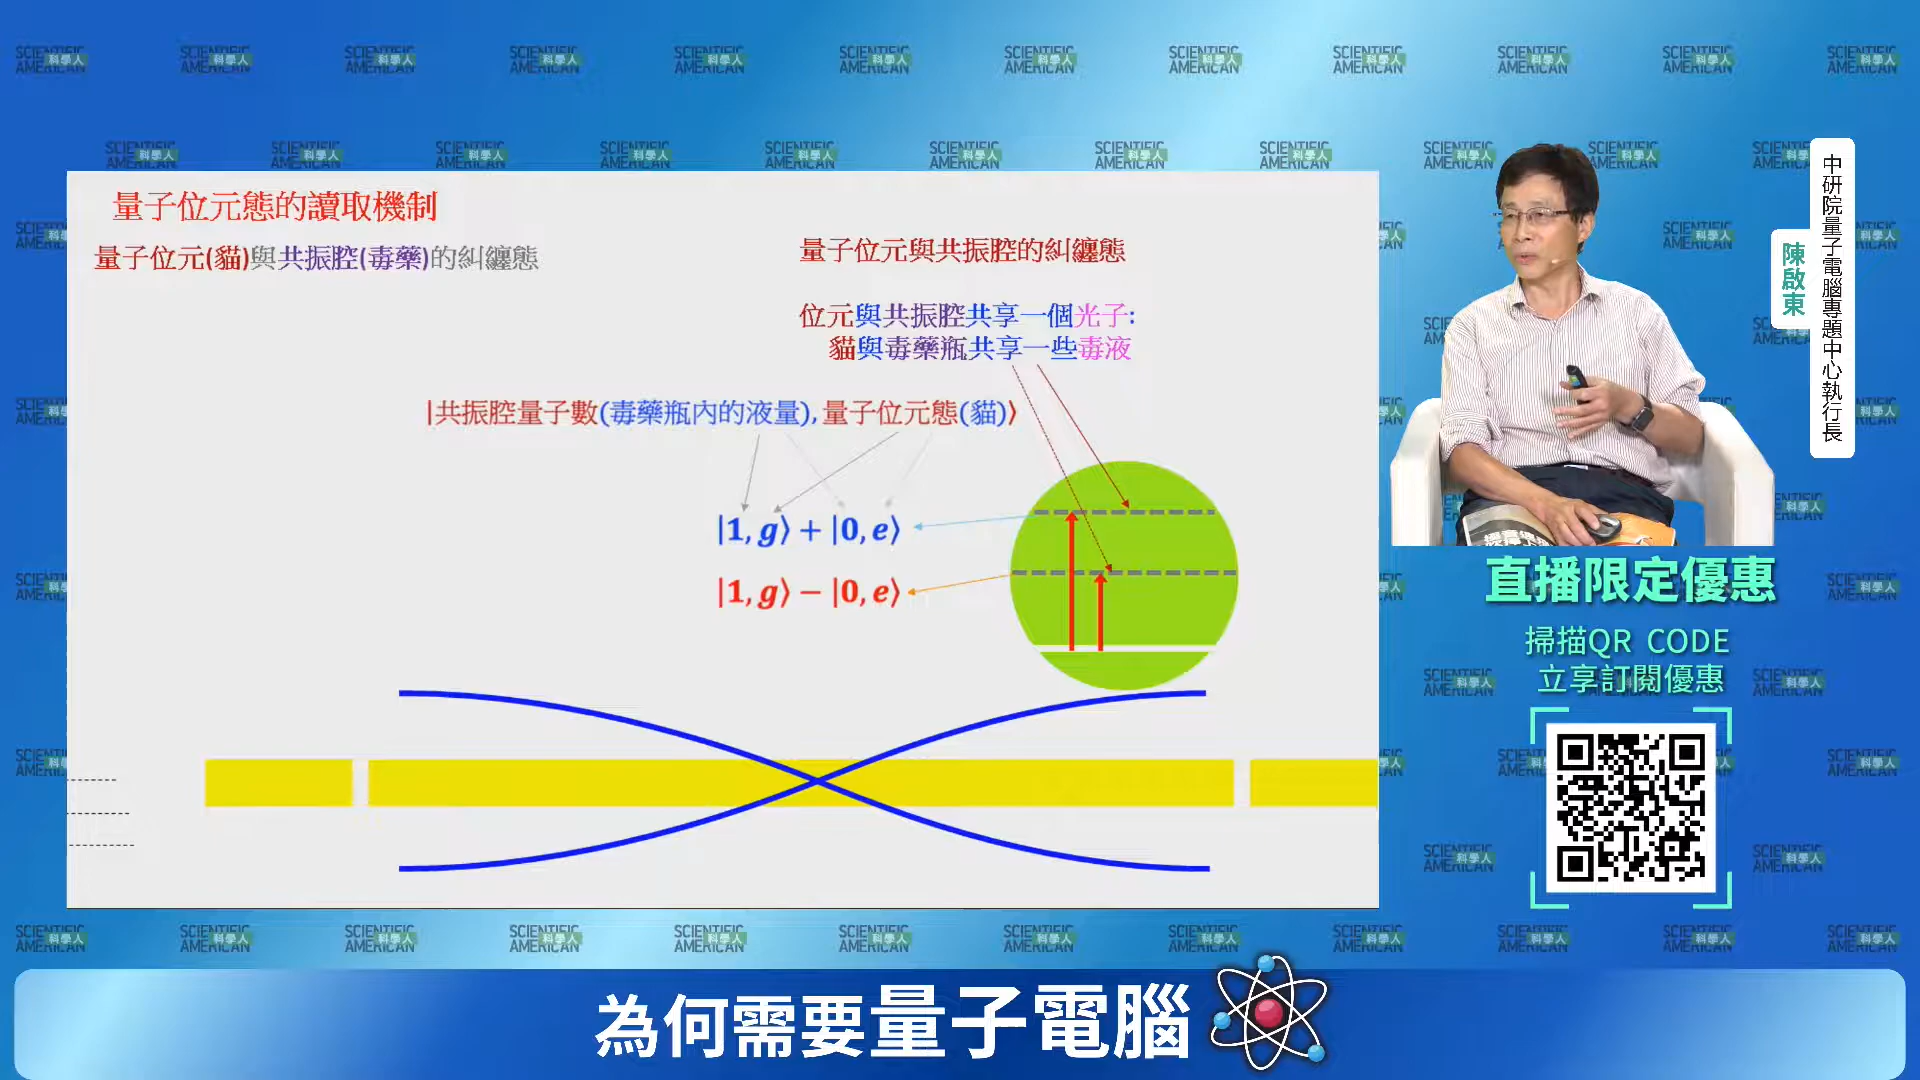 SCIENTIFIC AMERICAN 科學人
量子位元態的讀取機制
量子位元(貓)與共振腔(毒藥)的糾纏態
量子位元與共振腔的糾纏態
位元與共振腔共享一個光子:
貓與毒藥瓶共享一些毒液
|共振腔量子數(毒藥瓶內的液量), 量子位元態(貓)⟩
|1, g⟩ + |0, e⟩
|1, g⟩ − |0, e⟩
中研院量子電腦專題中心執行長
陳啟東
直播限定優惠
掃描QR CODE
立享訂閱優惠
為何需要量子電腦